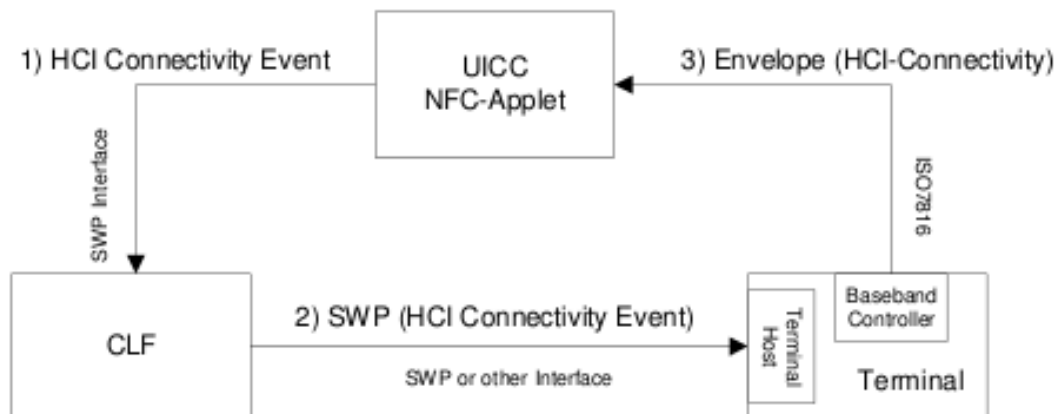 1) HCI Connectivity Event
UICC
NFC-Applet
3) Envelope (HCI-Connectivity)
SWP Interface
ISO7816
CLF
2) SWP (HCI Connectivity Event)
SWP or other Interface
Terminal
Host
Baseband
Controller
Terminal